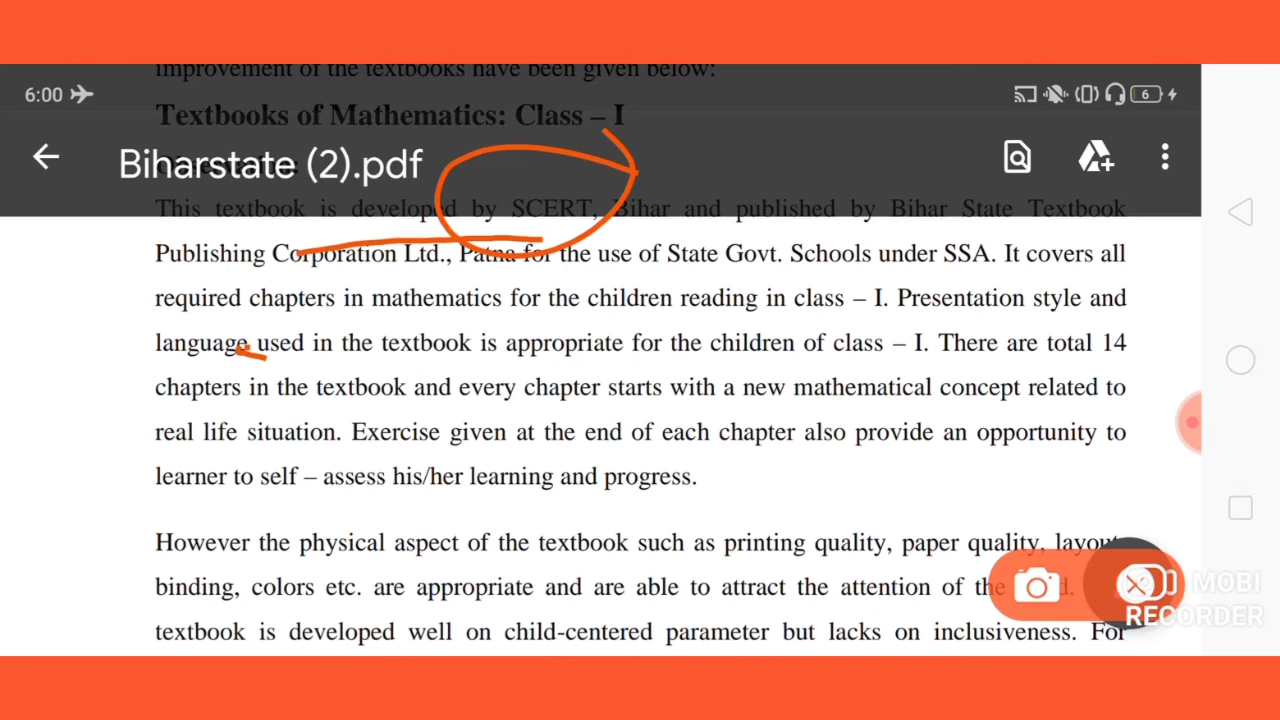 improvement of the textbooks have been given below:
6:00
6
Textbooks of Mathematics: Class – I
Biharstate (2).pdf
This textbook is developed by SCERT, Bihar and published by Bihar State Textbook
Publishing Corporation Ltd., Patna for the use of State Govt. Schools under SSA. It covers all
required chapters in mathematics for the children reading in class – I. Presentation style and
language used in the textbook is appropriate for the children of class – I. There are total 14
chapters in the textbook and every chapter starts with a new mathematical concept related to
real life situation. Exercise given at the end of each chapter also provide an opportunity to
learner to self – assess his/her learning and progress.
However the physical aspect of the textbook such as printing quality, paper quality, layout,
binding, colors etc. are appropriate and are able to attract the attention of the
textbook is developed well on child-centered parameter but lacks on inclusiveness. For
MOBI
RECORDER